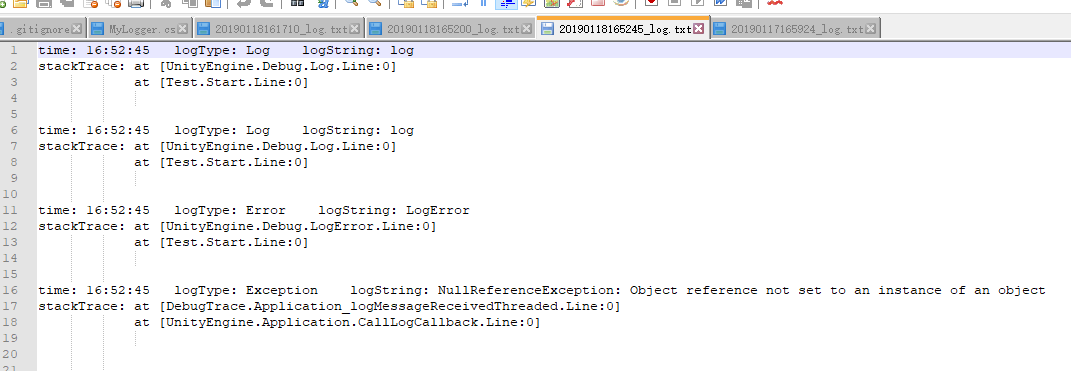 .gitignore MyLogger.cs 20190118161710_log.txt 20190118165200_log.txt 20190118165245_log.txt 20190117165924_log.txt
1 time: 16:52:45 logType: Log logString: log
2 stackTrace: at [UnityEngine.Debug.Log.Line:0]
3 at [Test.Start.Line:0]
4
5
6 time: 16:52:45 logType: Log logString: log
7 stackTrace: at [UnityEngine.Debug.Log.Line:0]
8 at [Test.Start.Line:0]
9
10
11 time: 16:52:45 logType: Error logString: LogError
12 stackTrace: at [UnityEngine.Debug.LogError.Line:0]
13 at [Test.Start.Line:0]
14
15
16 time: 16:52:45 logType: Exception logString: NullReferenceException: Object reference not set to an instance of an object
17 stackTrace: at [DebugTrace.Application_logMessageReceivedThreaded.Line:0]
18 at [UnityEngine.Application.CallLogCallback.Line:0]
19
20
21